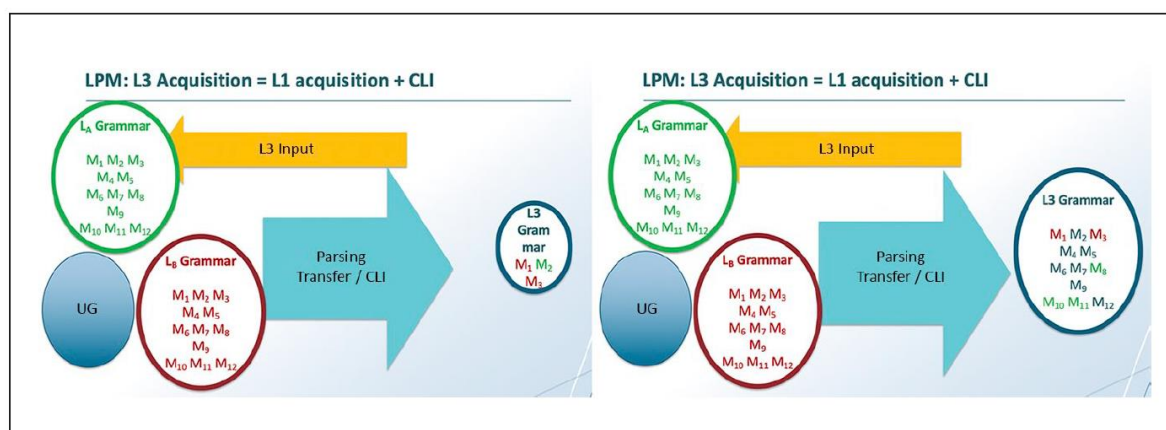 LPM: L3 Acquisition = L1 acquisition + CLI
L_A Grammar
M₁ M₂ M₃
M₄ M₅
M₆ M₇ M₈
M₉
M₁₀ M₁₁ M₁₂
L3 Input
UG
L_B Grammar
M₁ M₂ M₃
M₄ M₅
M₆ M₇ M₈
M₉
M₁₀ M₁₁ M₁₂
Parsing
Transfer / CLI
L3
Gram
mar
M₁ M₂
M₃
LPM: L3 Acquisition = L1 acquisition + CLI
L_A Grammar
M₁ M₂ M₃
M₄ M₅
M₆ M₇ M₈
M₉
M₁₀ M₁₁ M₁₂
L3 Input
UG
L_B Grammar
M₁ M₂ M₃
M₄ M₅
M₆ M₇ M₈
M₉
M₁₀ M₁₁ M₁₂
Parsing
Transfer / CLI
L3 Grammar
M₁ M₂ M₃
M₄ M₅
M₆ M₇ M₈
M₉
M₁₀ M₁₁ M₁₂